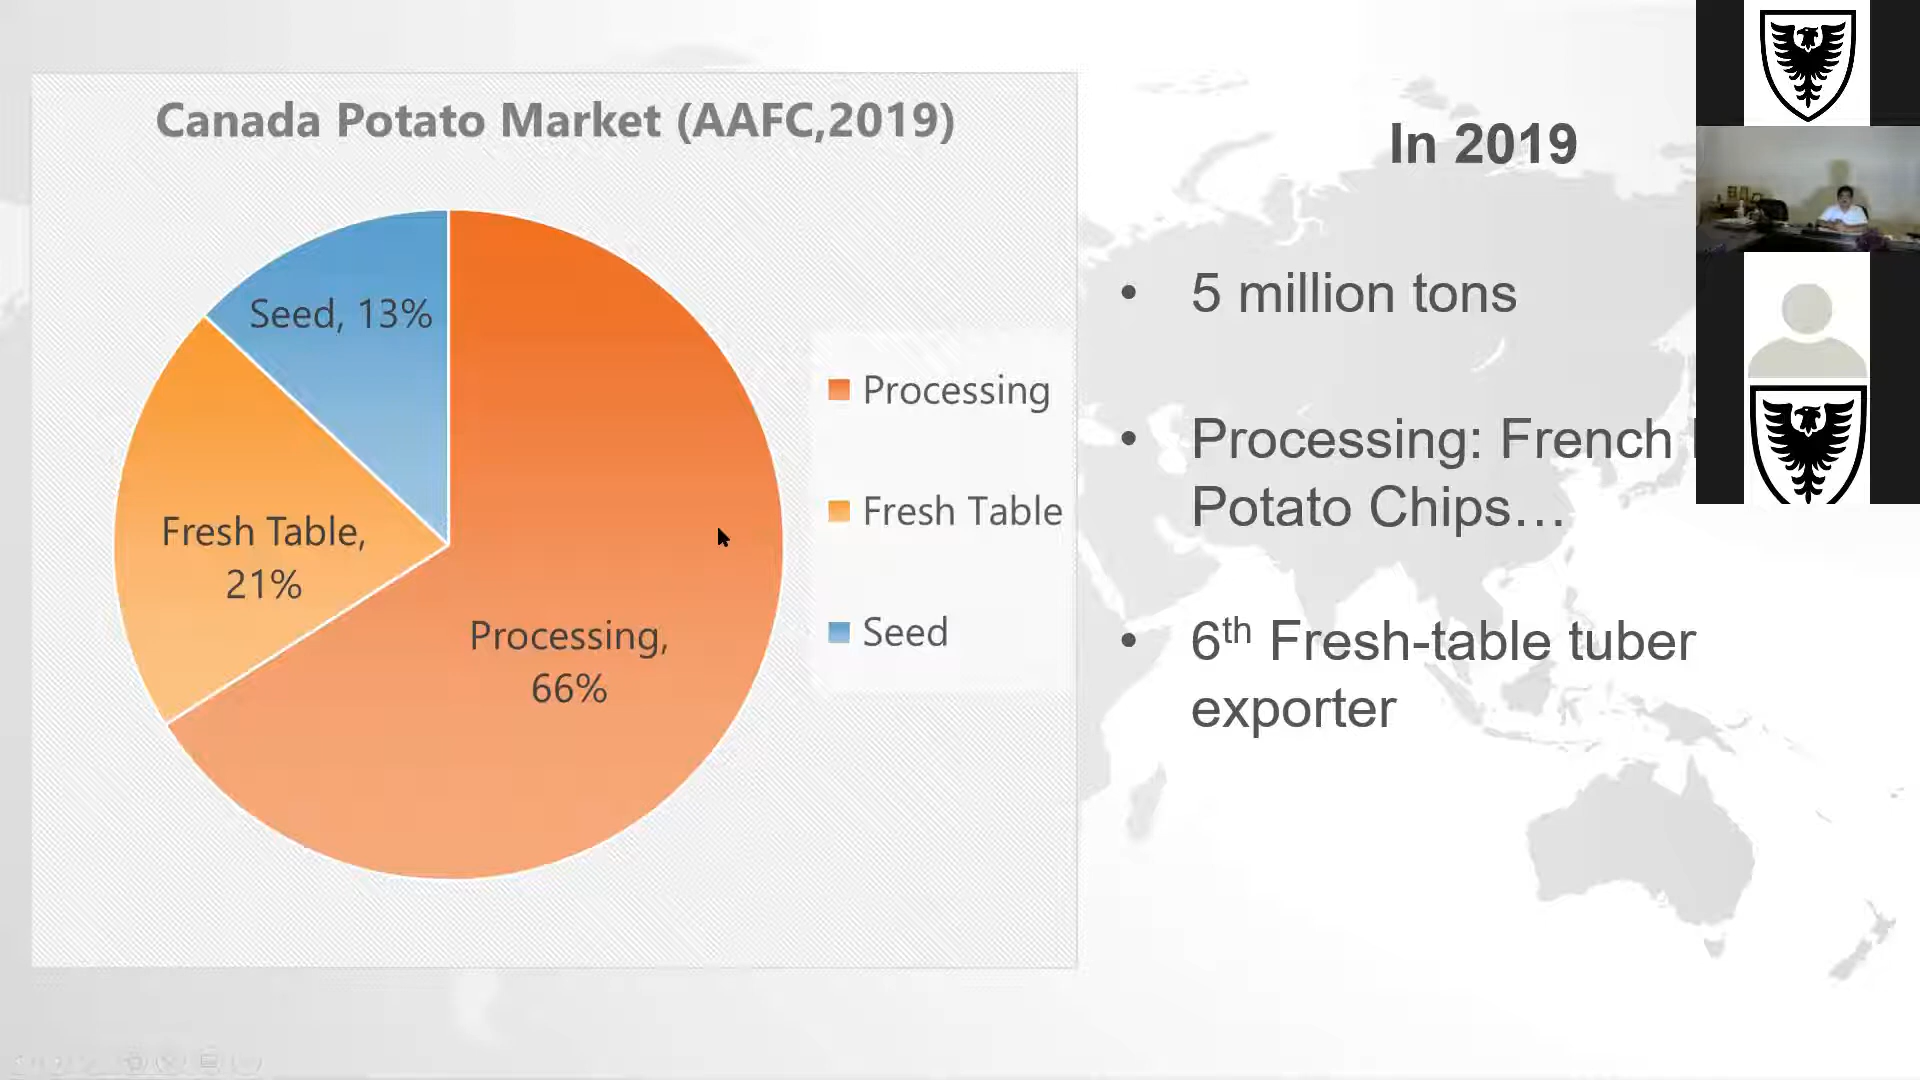 Canada Potato Market (AAFC,2019)
Seed, 13%
Fresh Table,
21%
Processing,
66%
Processing
Fresh Table
Seed
In 2019
• 5 million tons
• Processing: French
Potato Chips…
• 6th Fresh-table tuber
exporter